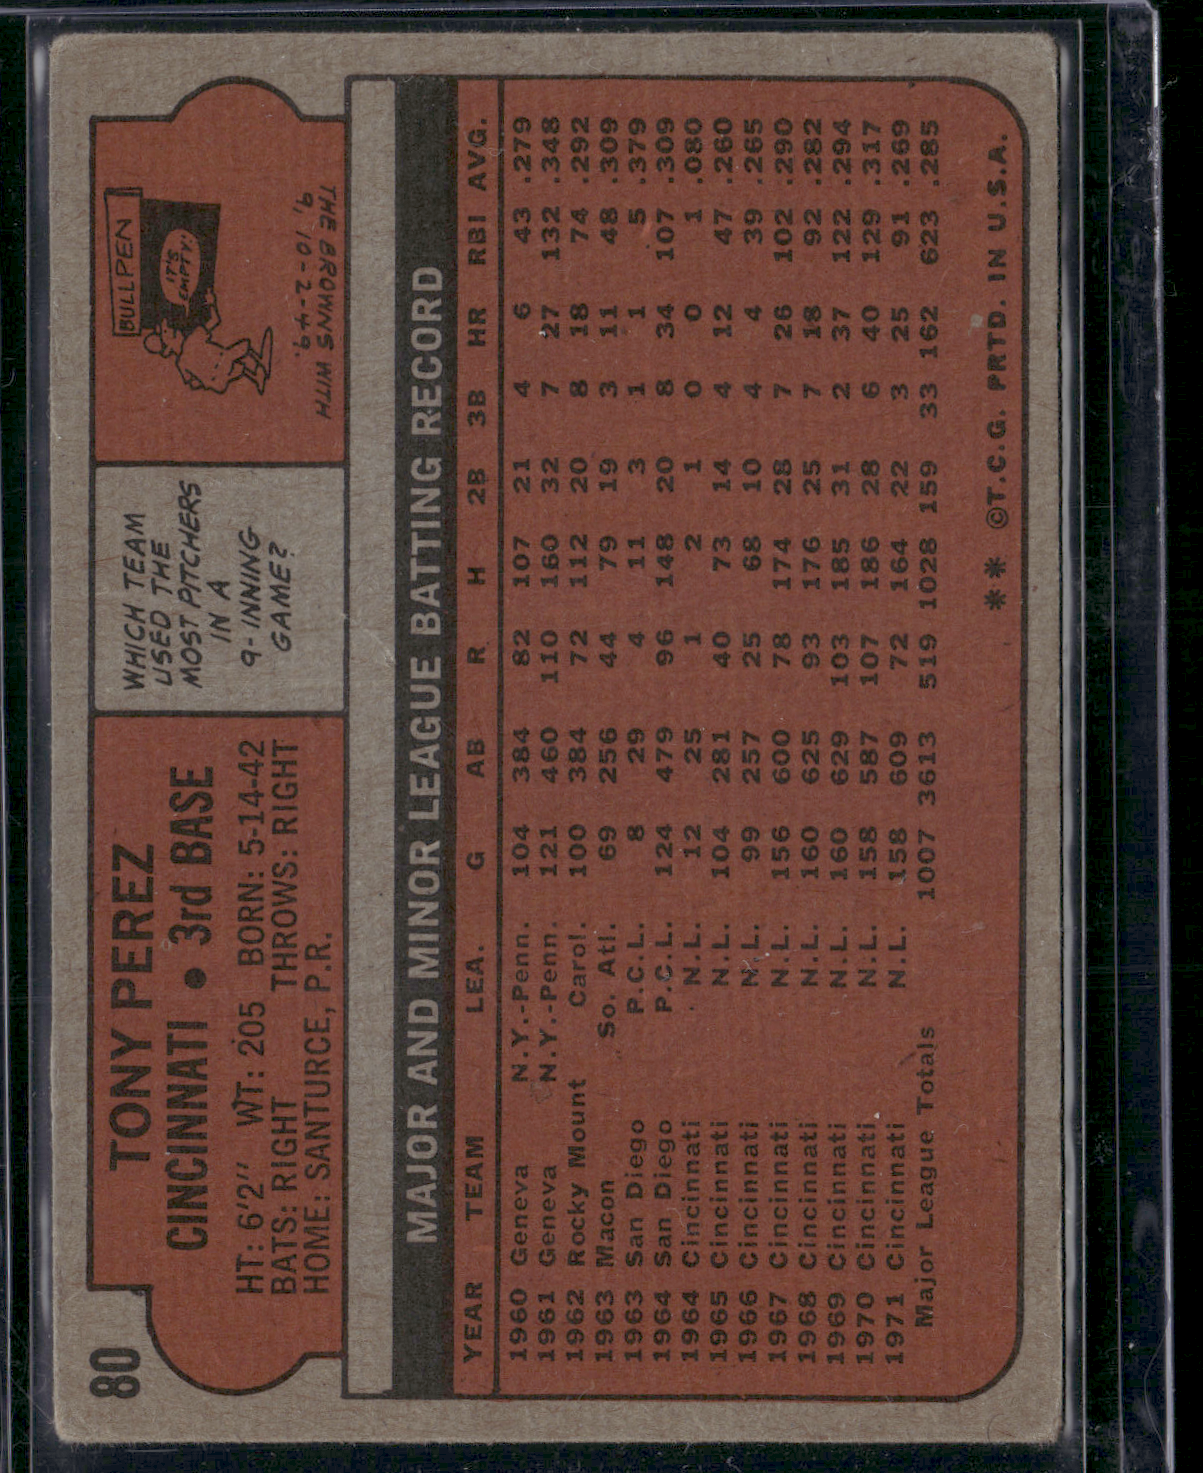 80
TONY PEREZ
CINCINNATI • 3rd BASE
HT: 6'2" WT: 205 BORN: 5-14-42
BATS: RIGHT THROWS: RIGHT
HOME: SANTURCE, P.R.
WHICH TEAM
USED THE
MOST PITCHERS
IN A
9-INNING
GAME?
BULLPEN
IT'S
EMPTY!
THE BROWNS WITH
9, 10-2-49.
MAJOR AND MINOR LEAGUE BATTING RECORD
YEAR TEAM LEA. G AB R H 2B 3B HR RBI AVG.
1960 Geneva N.Y.-Penn. 104 384 82 107 21 4 6 43 .279
1961 Geneva N.Y.-Penn. 121 460 110 160 32 7 27 132 .348
1962 Rocky Mount Carol. 100 384 72 112 20 8 18 74 .292
1963 Macon So. Atl. 69 256 44 79 19 3 11 48 .309
1963 San Diego P.C.L. 8 29 4 11 3 1 1 5 .379
1964 San Diego P.C.L. 124 479 96 148 20 8 34 107 .309
1964 Cincinnati N.L. 12 25 1 2 1 0 0 1 .080
1965 Cincinnati N.L. 104 281 40 73 14 4 12 47 .260
1966 Cincinnati N.L. 99 257 25 68 10 4 4 39 .265
1967 Cincinnati N.L. 156 600 78 174 28 7 26 102 .290
1968 Cincinnati N.L. 160 625 93 176 25 7 18 92 .282
1969 Cincinnati N.L. 160 629 103 185 31 2 37 122 .294
1970 Cincinnati N.L. 158 587 107 186 28 6 40 129 .317
1971 Cincinnati N.L. 158 609 72 164 22 3 25 91 .269
Major League Totals 1007 3613 519 1028 159 33 162 623 .285
** ©T.C.G. PRTD. IN U.S.A.